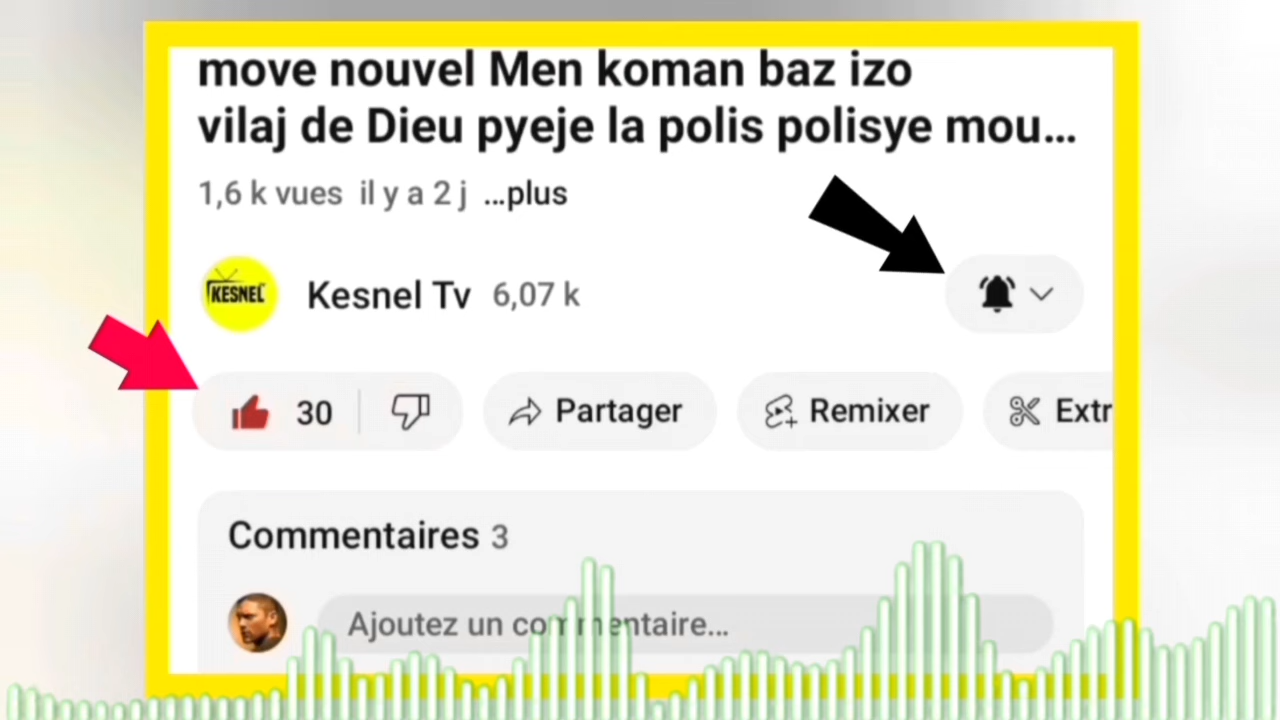 move nouvel Men koman baz izo
vilaj de Dieu pyeje la polis polisye mou...
1,6 k vues il y a 2 j ...plus
KESNEL
Kesnel Tv 6,07 k
30 Partager Remixer Extr
Commentaires 3
Ajoutez un commentaire...